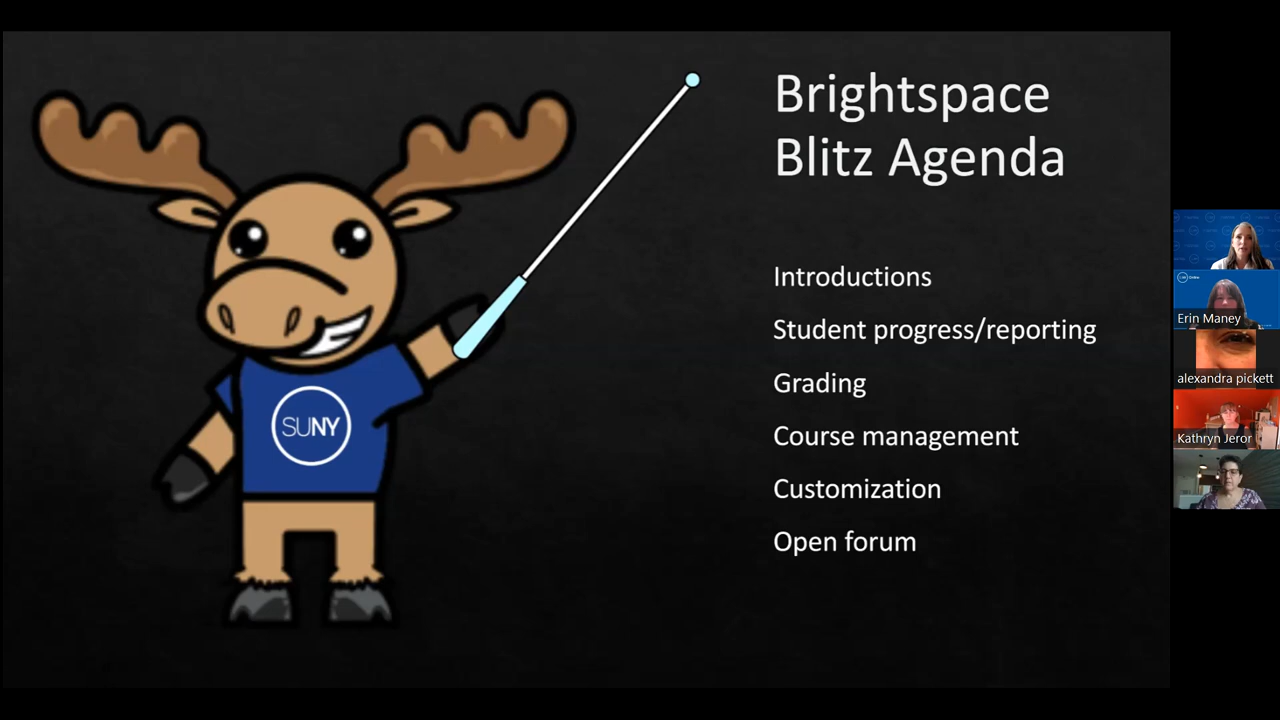 Brightspace
Blitz Agenda
Introductions
Student progress/reporting
Grading
Course management
Customization
Open forum
SUNY
Erin Maney
alexandra pickett
Kathryn Jeror